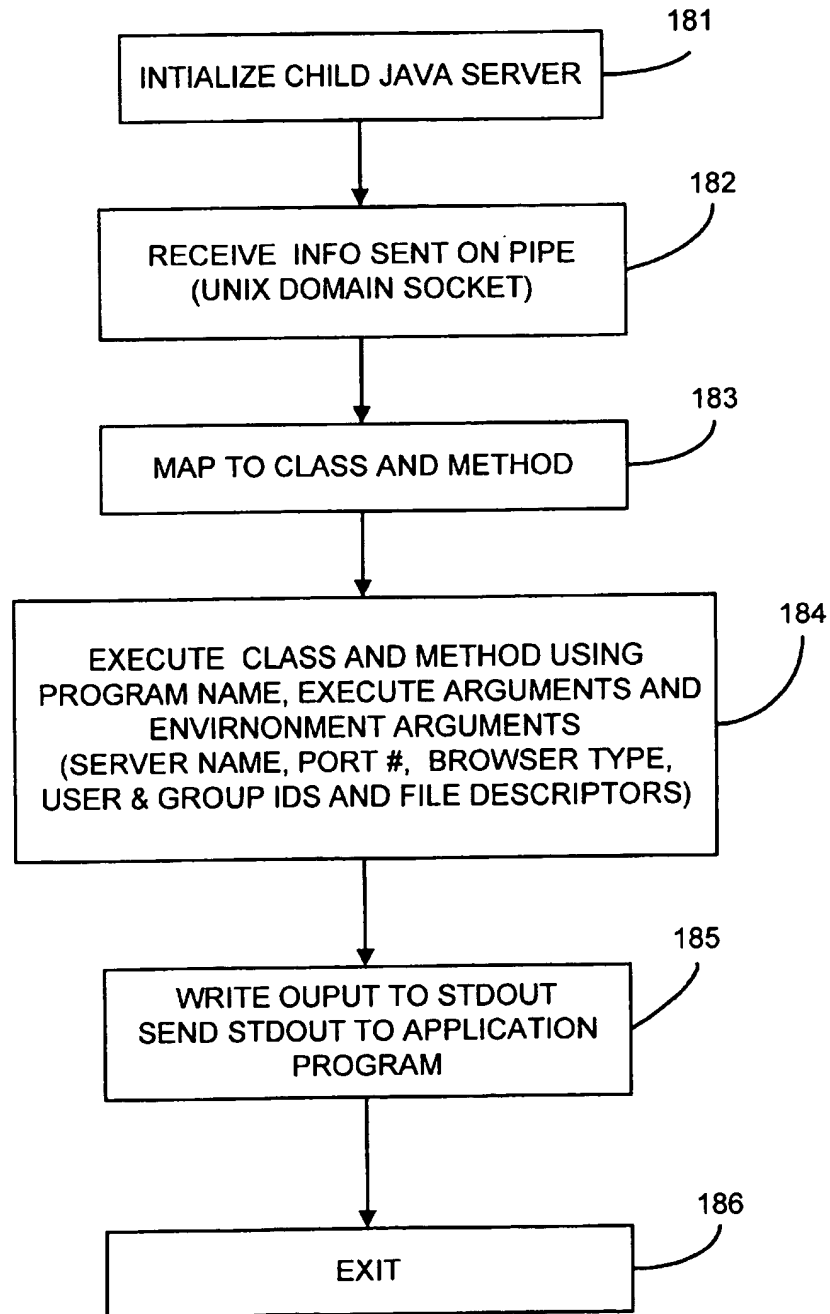 181
INTIALIZE CHILD JAVA SERVER
182
RECEIVE INFO SENT ON PIPE
(UNIX DOMAIN SOCKET)
183
MAP TO CLASS AND METHOD
184
EXECUTE CLASS AND METHOD USING
PROGRAM NAME, EXECUTE ARGUMENTS AND
ENVIRNONMENT ARGUMENTS
(SERVER NAME, PORT #, BROWSER TYPE,
USER & GROUP IDS AND FILE DESCRIPTORS)
185
WRITE OUPUT TO STDOUT
SEND STDOUT TO APPLICATION
PROGRAM
186
EXIT